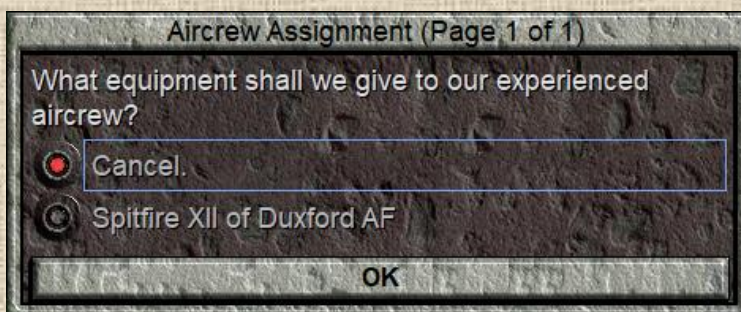 Aircrew Assignment (Page 1 of 1)
What equipment shall we give to our experienced
aircrew?
Cancel.
Spitfire XII of Duxford AF
OK